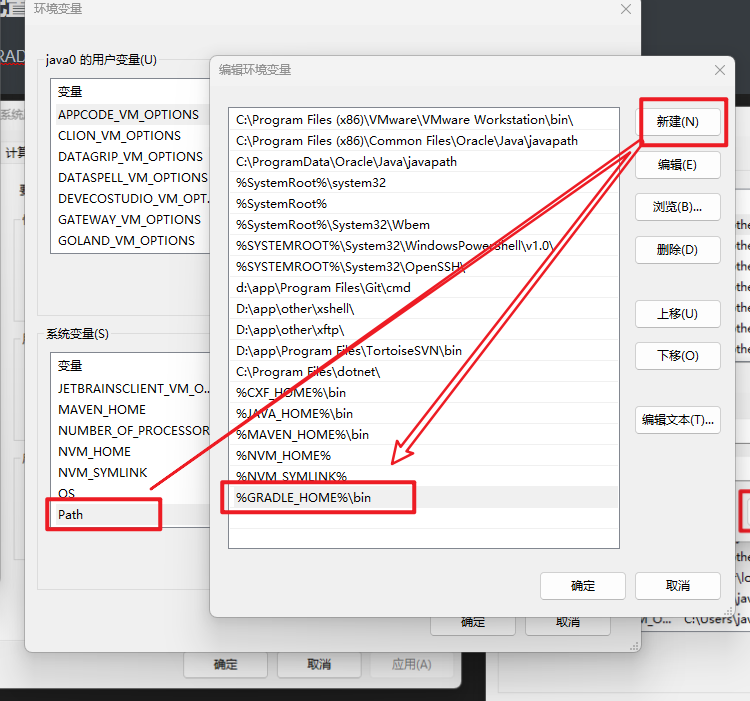 环境变量
RAD
java0 的用户变量(U)
变量
APPCODE_VM_OPTIONS
CLION_VM_OPTIONS
DATAGRIP_VM_OPTIONS
DATASPELL_VM_OPTIONS
DEVECOSTUDIO_VM_OPT...
GATEWAY_VM_OPTIONS
GOLAND_VM_OPTIONS
系统变量(S)
变量
JETBRAINSCLIENT_VM_O...
MAVEN_HOME
NUMBER_OF_PROCESSOR
NVM_HOME
NVM_SYMLINK
OS
Path
编辑环境变量
C:\Program Files (x86)\VMware\VMware Workstation\bin\
C:\Program Files (x86)\Common Files\Oracle\Java\javapath
C:\ProgramData\Oracle\Java\javapath
%SystemRoot%\system32
%SystemRoot%
%SystemRoot%\System32\Wbem
%SYSTEMROOT%\System32\WindowsPowerShell\v1.0\
%SYSTEMROOT%\System32\OpenSSH\
d:\app\Program Files\Git\cmd
D:\app\other\xshell\
D:\app\other\xftp\
D:\app\Program Files\TortoiseSVN\bin
C:\Program Files\dotnet\
%CXF_HOME%\bin
%JAVA_HOME%\bin
%MAVEN_HOME%\bin
%NVM_HOME%
%NVM_SYMLINK%
%GRADLE_HOME%\bin
新建(N)
编辑(E)
浏览(B)...
删除(D)
上移(U)
下移(O)
编辑文本(T)...
确定
取消
确定
取消
确定
取消
应用(A)
计算
C:\Users\jav